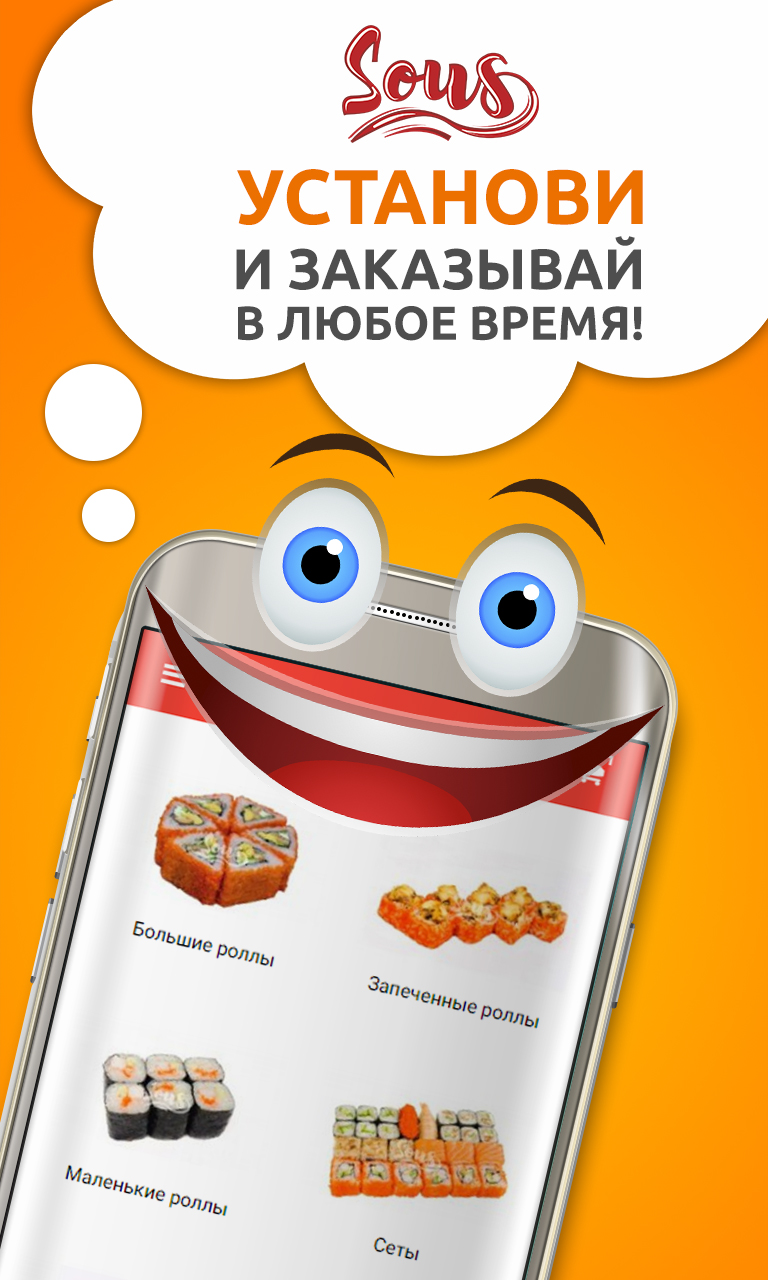 Sous
УСТАНОВИ
И ЗАКАЗЫВАЙ
В ЛЮБОЕ ВРЕМЯ!
Большие роллы
Запеченные роллы
Маленькие роллы
Сеты